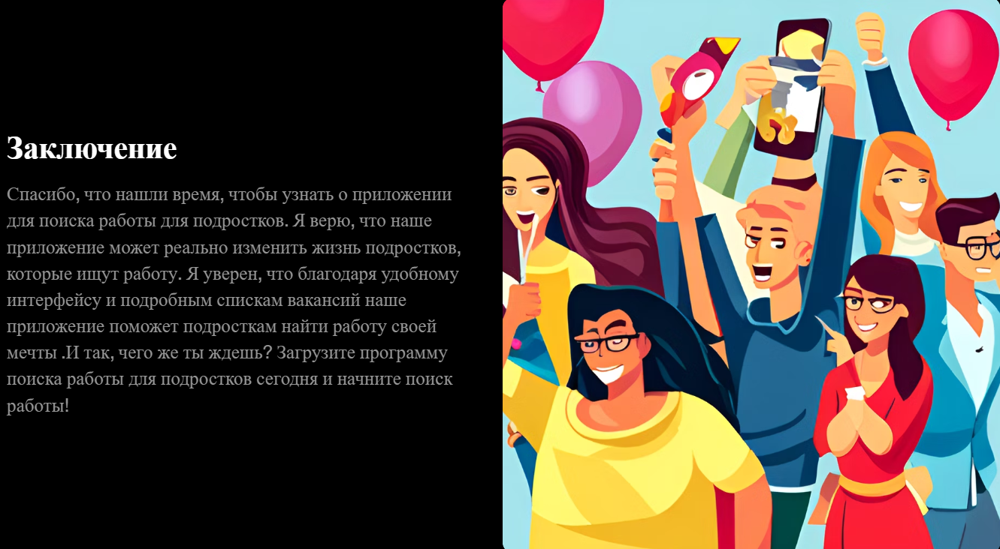 Заключение
Спасибо, что нашли время, чтобы узнать о приложении
для поиска работы для подростков. Я верю, что наше
приложение может реально изменить жизнь подростков,
которые ищут работу. Я уверен, что благодаря удобному
интерфейсу и подробным спискам вакансий наше
приложение поможет подросткам найти работу своей
мечты .И так, чего же ты ждешь? Загрузите программу
поиска работы для подростков сегодня и начните поиск
работы!